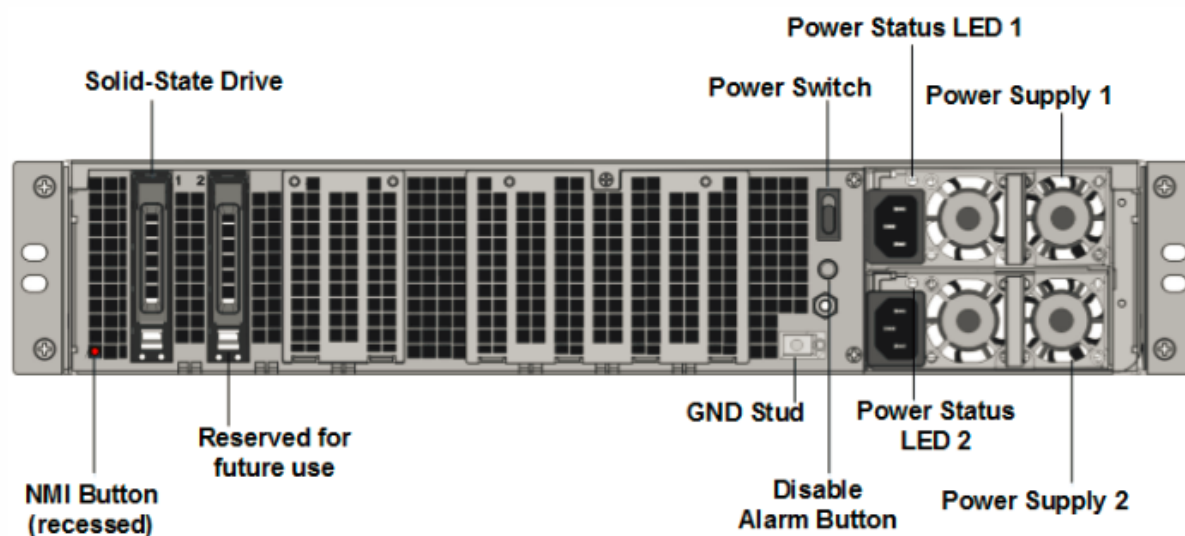 Power Status LED 1
Solid-State Drive
Power Switch
Power Supply 1
1 2
GND Stud
Power Status
LED 2
Reserved for
future use
NMI Button
(recessed)
Disable
Alarm Button
Power Supply 2